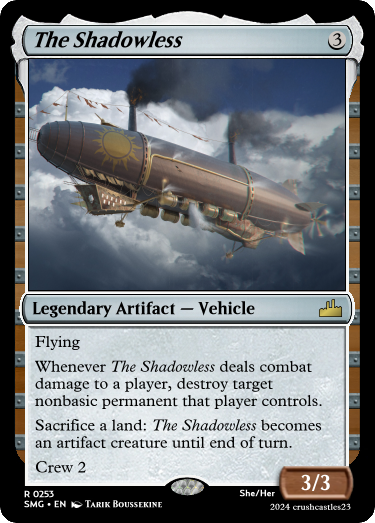 The Shadowless 3
Legendary Artifact — Vehicle
Flying
Whenever The Shadowless deals combat
damage to a player, destroy target
nonbasic permanent that player controls.
Sacrifice a land: The Shadowless becomes
an artifact creature until end of turn.
Crew 2
3/3
R 0253
SMG • EN Tarik Boussekine
She/Her
2024 crushcastles23